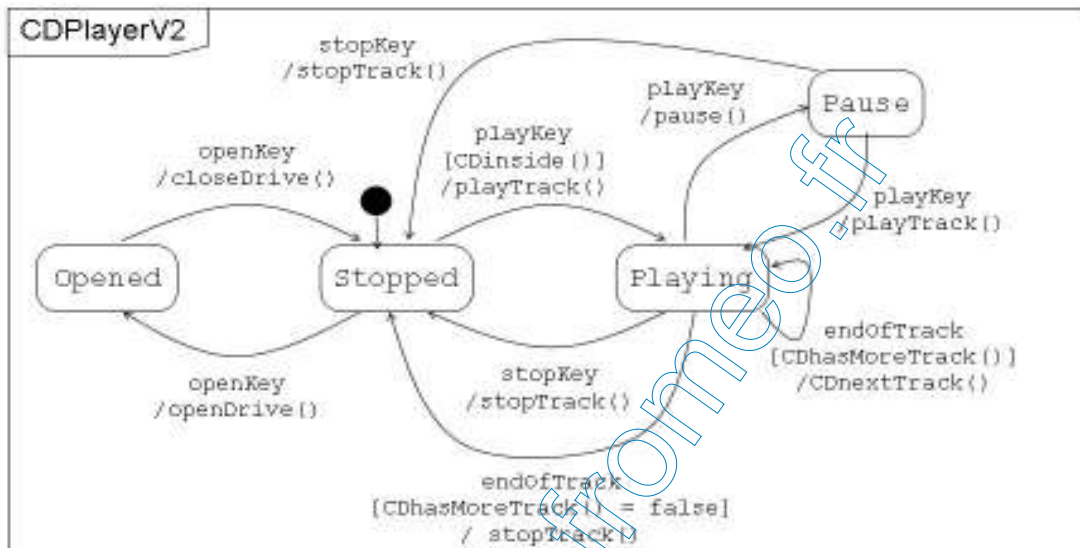 CDPlayerV2
stopKey
/stopTrack()
playKey
/pause()
Pause
openKey
/closeDrive()
playKey
[CDinside()]
/playTrack()
playKey
/playTrack()
Opened
Stopped
Playing
openKey
/openDrive()
stopKey
/stopTrack()
endOfTrack
[CDhasMoreTrack()]
/CDnextTrack()
endOfTrack
[CDhasMoreTrack() = false]
/ stopTrack()
fromeo.fr